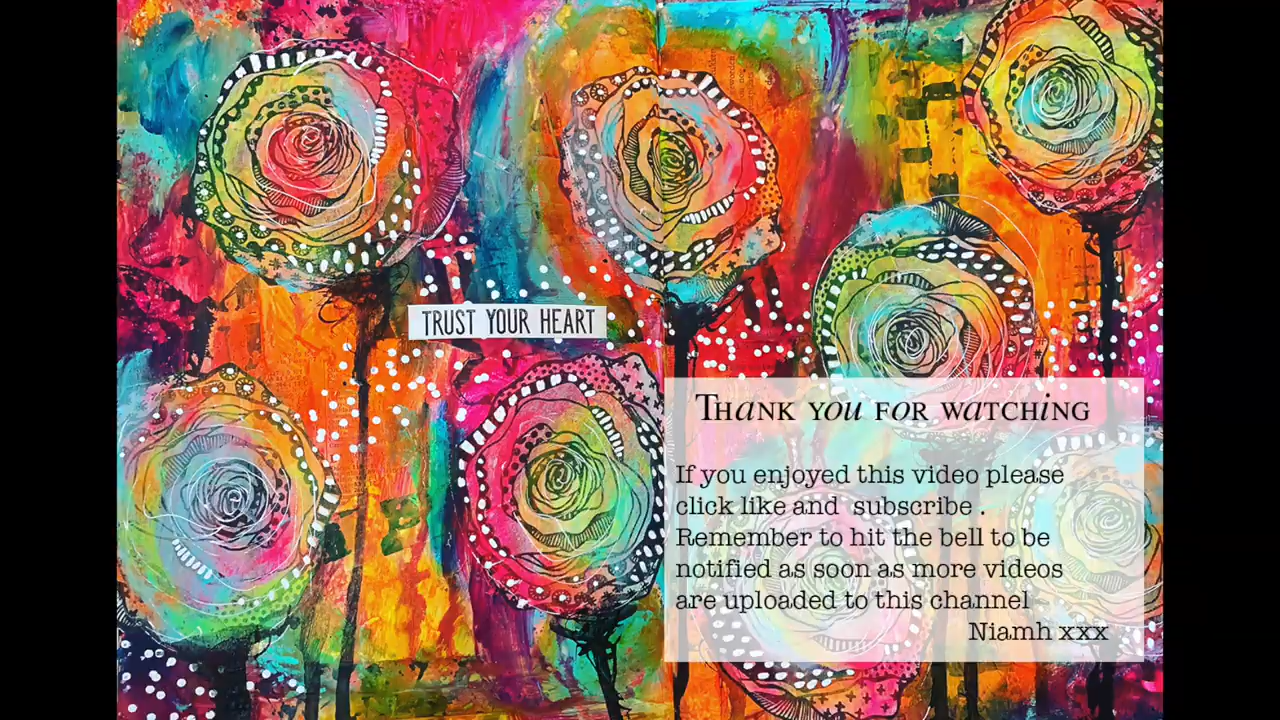 TRUST YOUR HEART
THaNK YoU FoR WaTCHiNG
If you enjoyed this video please
click like and subscribe .
Remember to hit the bell to be
notified as soon as more videos
are uploaded to this channel
Niamh xxx